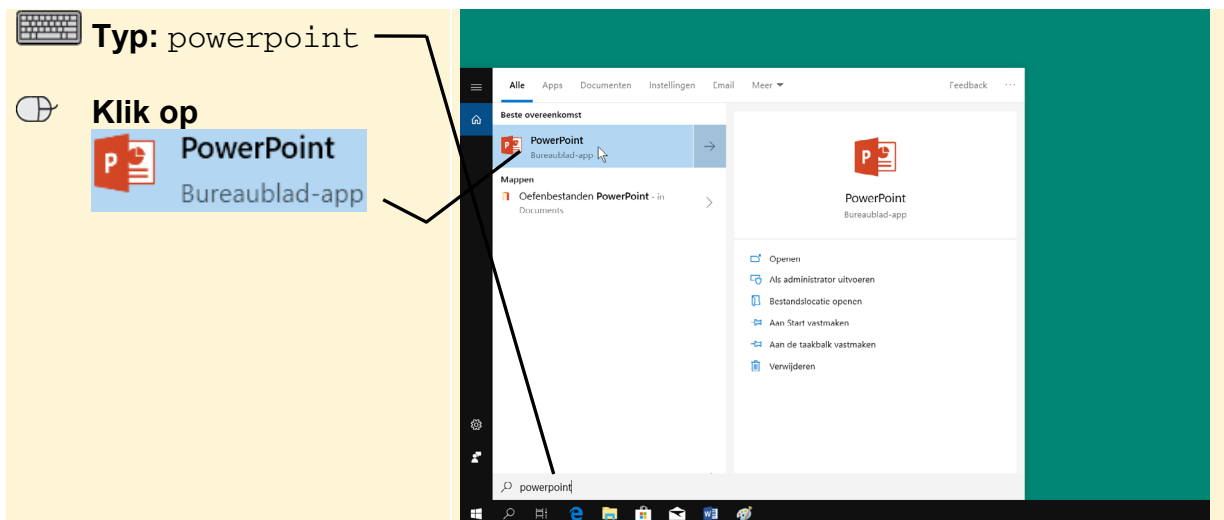 Typ: powerpoint
Klik op
PowerPoint
Bureaublad-app
Alle Apps Documenten Instellingen Email Meer Feedback ...
Beste overeenkomst
PowerPoint
Bureaublad-app
Mappen
Oefenbestanden PowerPoint - in
Documents
PowerPoint
Bureaublad-app
Openen
Als administrator uitvoeren
Bestandslocatie openen
Aan Start vastmaken
Aan de taakbalk vastmaken
Verwijderen
powerpoint